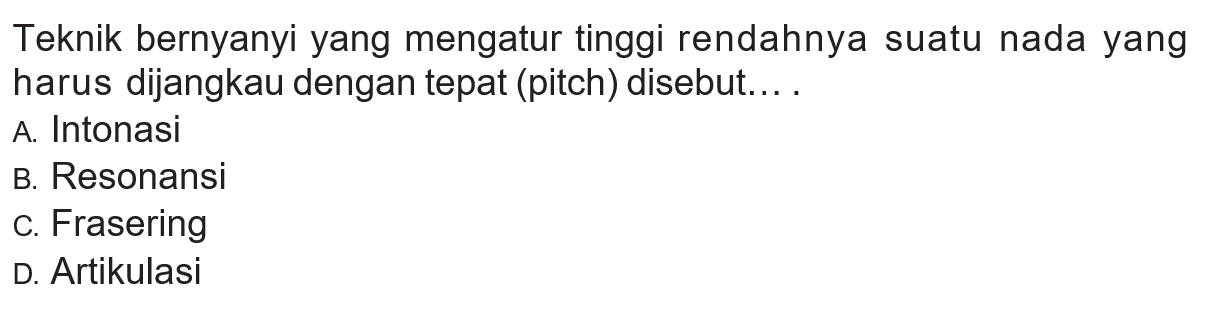 Teknik bernyanyi yang mengatur tinggi rendahnya suatu nada yang
harus dijangkau dengan tepat (pitch) disebut... .
A. Intonasi
B. Resonansi
C. Frasering
D. Artikulasi